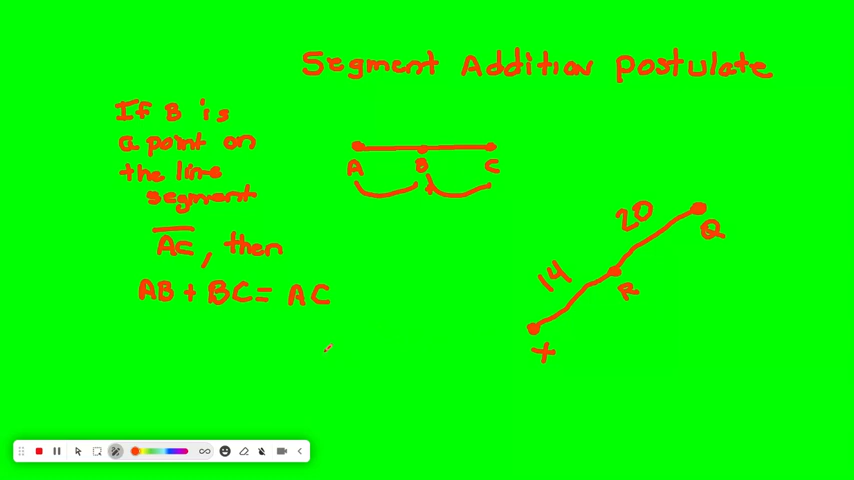 Segment Addition Postulate
If B is
a point on
the line
segment
AC, then
AB + BC = AC
A B C
+
20
Q
14
R